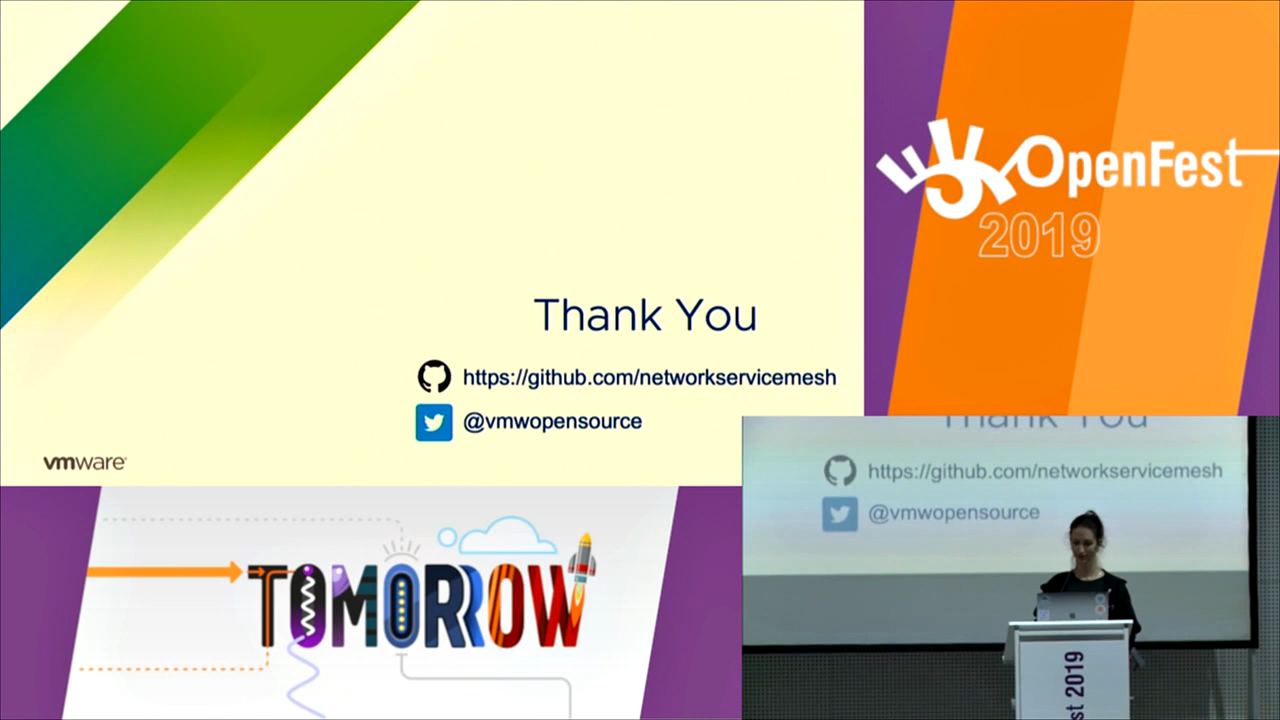 Thank You
https://github.com/networkservicemesh
@vmwopensource
vmware
OpenFest
2019
TOMORROW
Thank You
https://github.com/networkservicemesh
@vmwopensource
st 2019